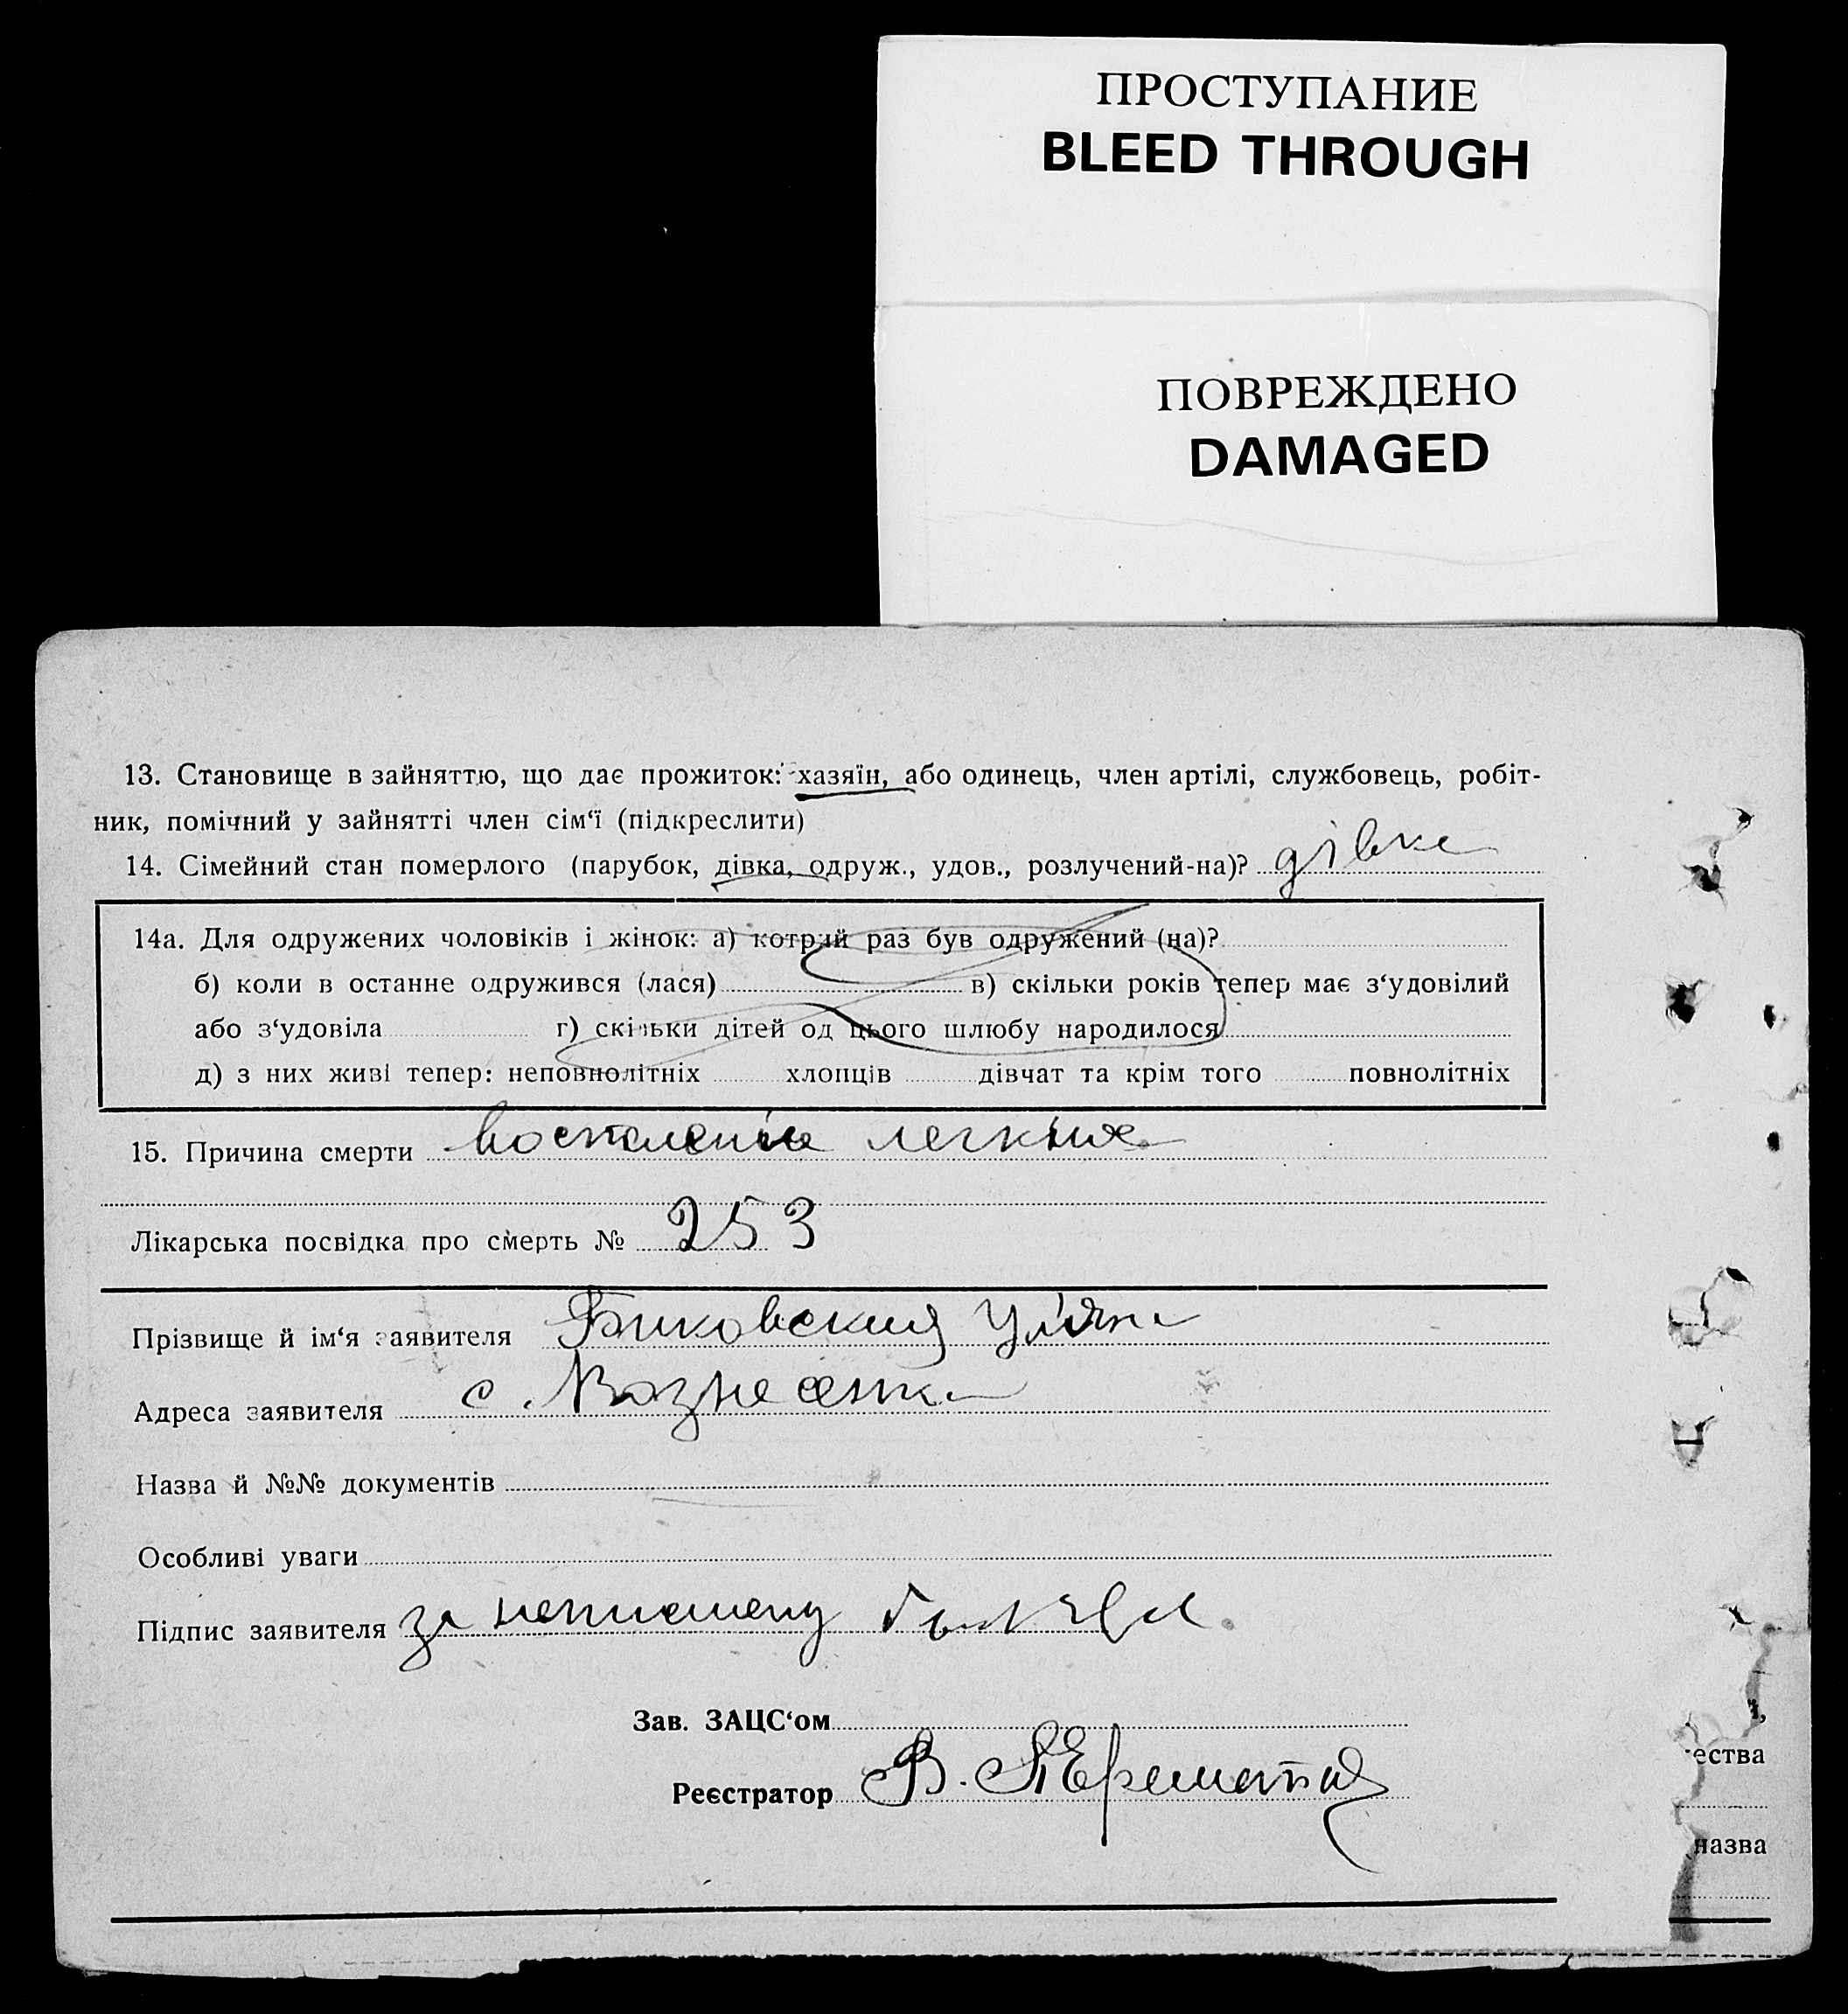 ПРОСТУПАНИЕ
BLEED THROUGH
ПОВРЕЖДЕНО
DAMAGED
13. Становище в зайняттю, що дає прожиток: хазяїн, або одинець, член артілі, службовець, робіт-
ник, помічний у зайнятті член сім‘ї (підкреслити)
14. Сімейний стан померлого (парубок, дівка, одруж., удов., розлучений-на)? дівка
14а. Для одружених чоловіків і жінок: а) котрий раз був одружений (на)?
б) коли в останне одружився (лася) в) скільки років тепер має з‘удовілий
або з‘удовіла г) скільки дітей од цього шлюбу народилося
д) з них живі тепер: неповнолітніх хлопців дівчат та крім того повнолітніх
15. Причина смерти воспаленіе легких
Лікарська посвідка про смерть № 253
Прізвище й ім‘я заявителя Биковский
Адреса заявителя с. Вознесенка
Назва й №№ документів
Особливі уваги
Підпис заявителя за
Зав. ЗАЦС‘ом
Реєстратор В.
ества
назва